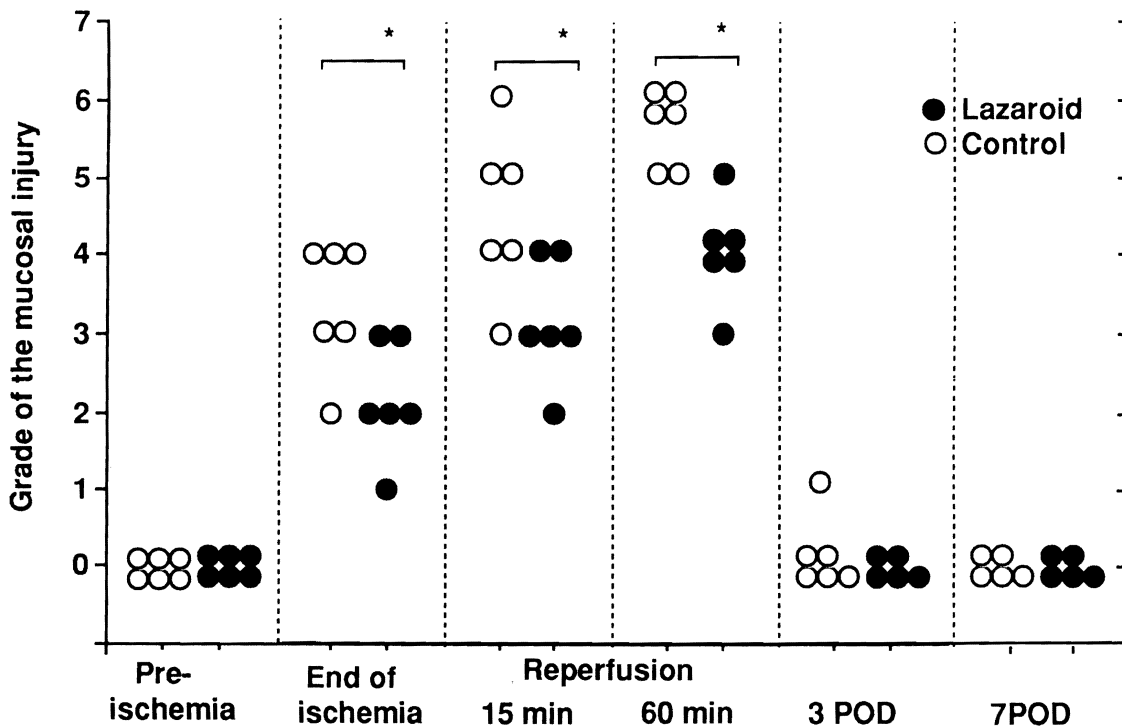 Grade of the mucosal injury
7
6
5
4
3
2
1
0
*
*
*
Lazaroid
Control
Pre-
ischemia
End of
ischemia
Reperfusion
15 min
60 min
3 POD
7POD